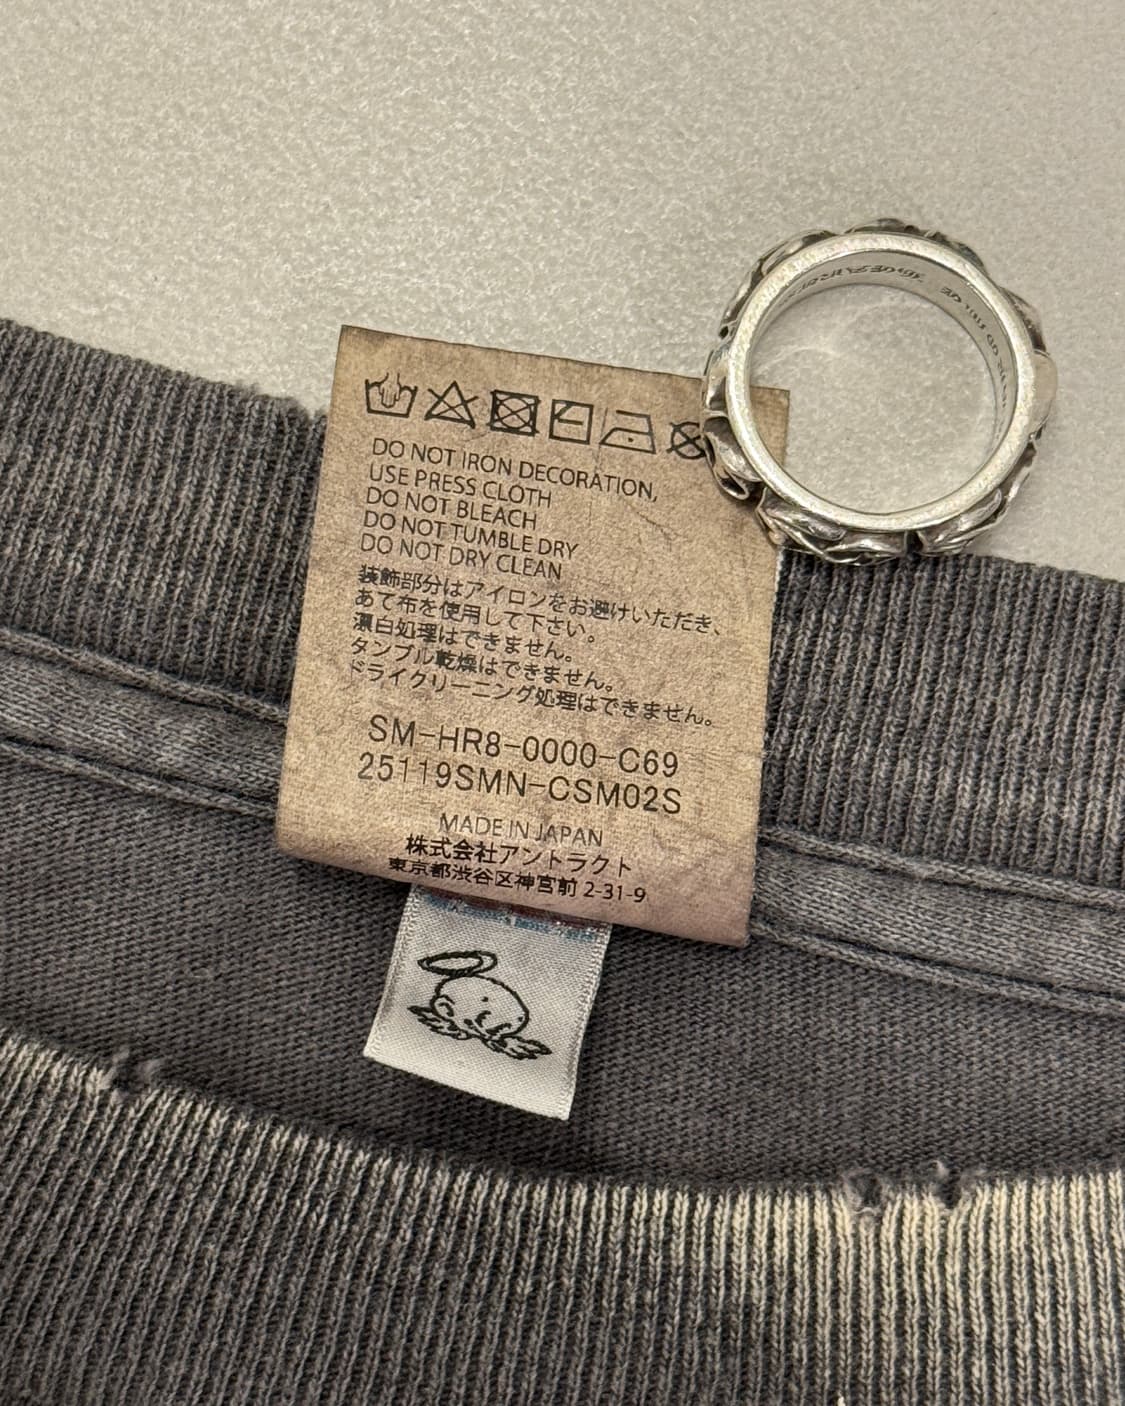 DO NOT IRON DECORATION,
USE PRESS CLOTH
DO NOT BLEACH
DO NOT TUMBLE DRY
DO NOT DRY CLEAN
装飾部分はアイロンをお避けいただき、
あて布を使用して下さい。
漂白処理はできません。
タンブル乾燥はできません。
ドライクリーニング処理はできません。
SM-HR8-0000-C69
25119SMN-CSM02S
MADE IN JAPAN
株式会社アントラクト
東京都渋谷区神宮前 2-31-9